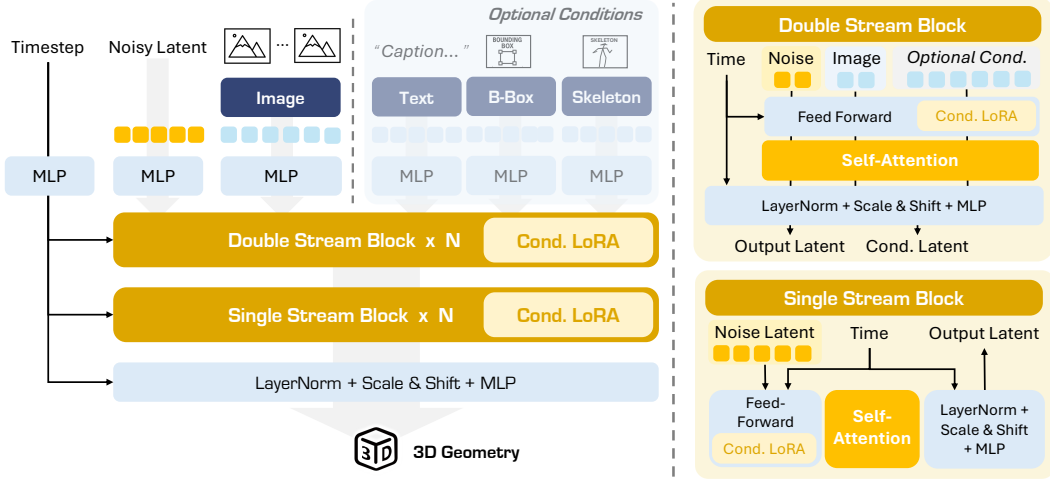 Optional Conditions
Timestep
Noisy Latent
...
"Caption..."
BOUNDING
BOX
SKELETON
Image
Text
B-Box
Skeleton
MLP
MLP
MLP
MLP
MLP
MLP
Double Stream Block x N
Cond. LoRA
Single Stream Block x N
Cond. LoRA
LayerNorm + Scale & Shift + MLP
3D
3D Geometry
Double Stream Block
Time
Noise
Image
Optional Cond.
Feed Forward
Cond. LoRA
Self-Attention
LayerNorm + Scale & Shift + MLP
Output Latent
Cond. Latent
Single Stream Block
Noise Latent
Time
Output Latent
Feed-
Forward
Cond. LoRA
Self-
Attention
LayerNorm +
Scale & Shift
+ MLP